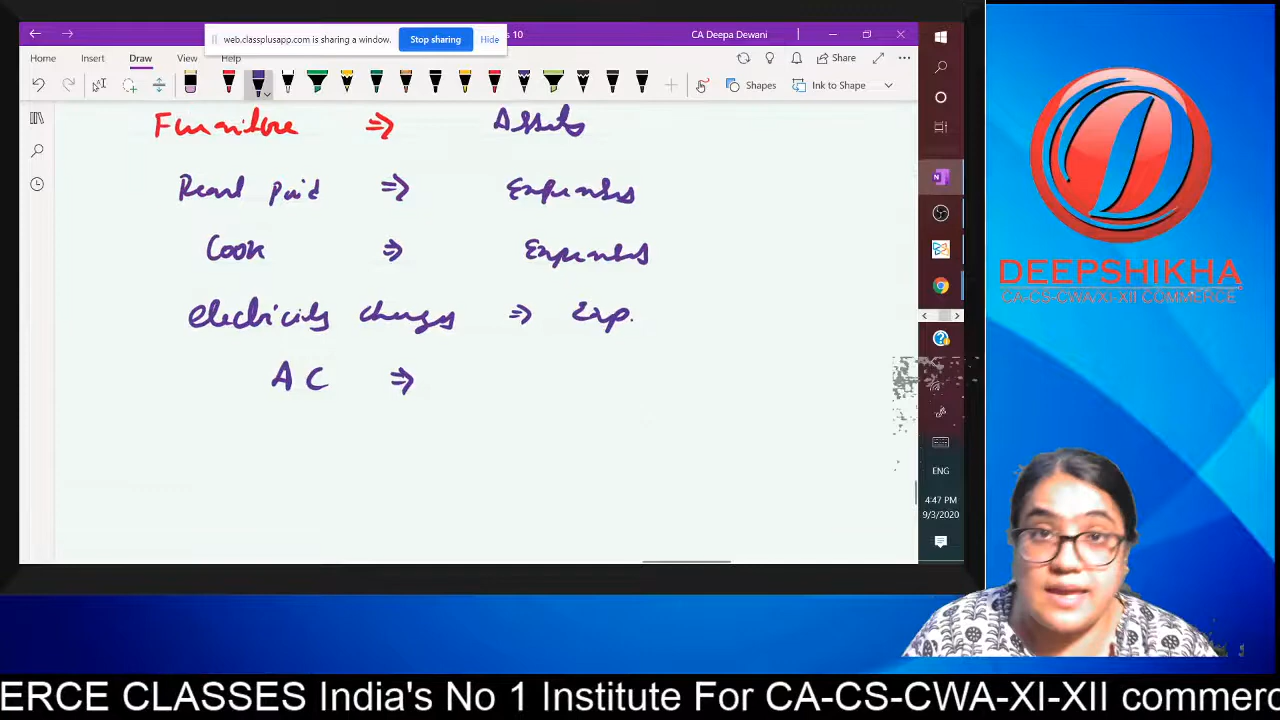 web.classplusapp.com is sharing a window. Stop sharing Hide
s 10
CA Deepa Dewani
Home Insert Draw View
Share
Shapes Ink to Shape
Furniture ⇒ Assets
Rent paid ⇒ Expenses
Cook ⇒ Expenses
electricity charges ⇒ Exp.
A C ⇒
ENG
4:47 PM
9/3/2020
DEEPSHIKHA
CA-CS-CWA/XI-XII COMMERCE
ERCE CLASSES India's No 1 Institute For CA-CS-CWA-XI-XII commerc